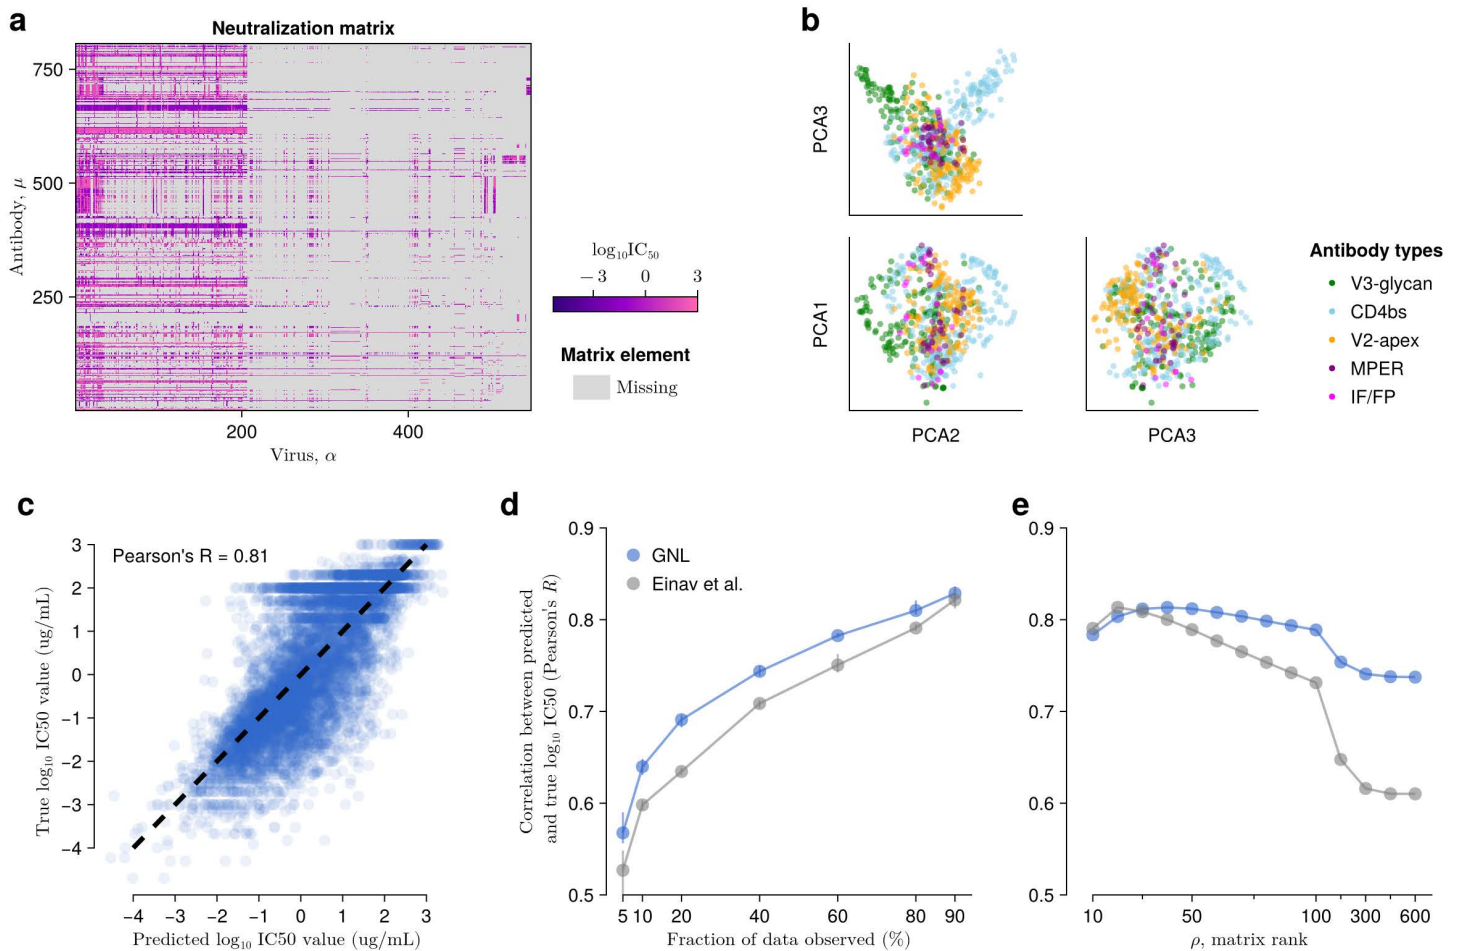 a
Neutralization matrix
750
500
250
Antibody, μ
200
400
Virus, α
log₁₀IC₅₀
−3
0
3
Matrix element
Missing
b
PCA3
PCA1
PCA2
PCA3
Antibody types
V3-glycan
CD4bs
V2-apex
MPER
IF/FP
c
Pearson's R = 0.81
3
2
1
0
−1
−2
−3
−4
True log₁₀ IC50 value (ug/mL)
−4 −3 −2 −1 0 1 2 3
Predicted log₁₀ IC50 value (ug/mL)
d
0.9
0.8
0.7
0.6
0.5
GNL
Einav et al.
Correlation between predicted
and true log₁₀ IC50 (Pearson's R)
5 10 20 40 60 80 90
Fraction of data observed (%)
e
0.9
0.8
0.7
0.6
0.5
10 50 100 300 600
ρ, matrix rank